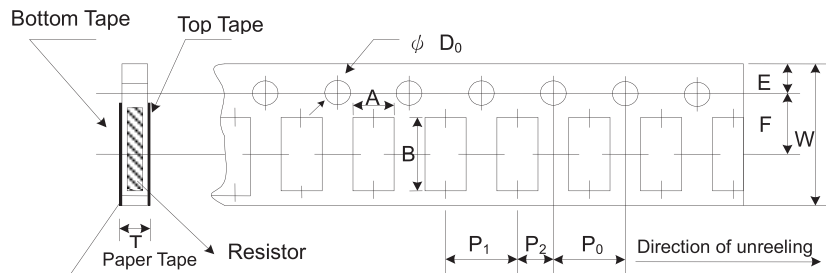 Bottom Tape
Top Tape
ϕ D₀
E
A
F
W
B
T
Paper Tape
Resistor
P₁
P₂
P₀
Direction of unreeling